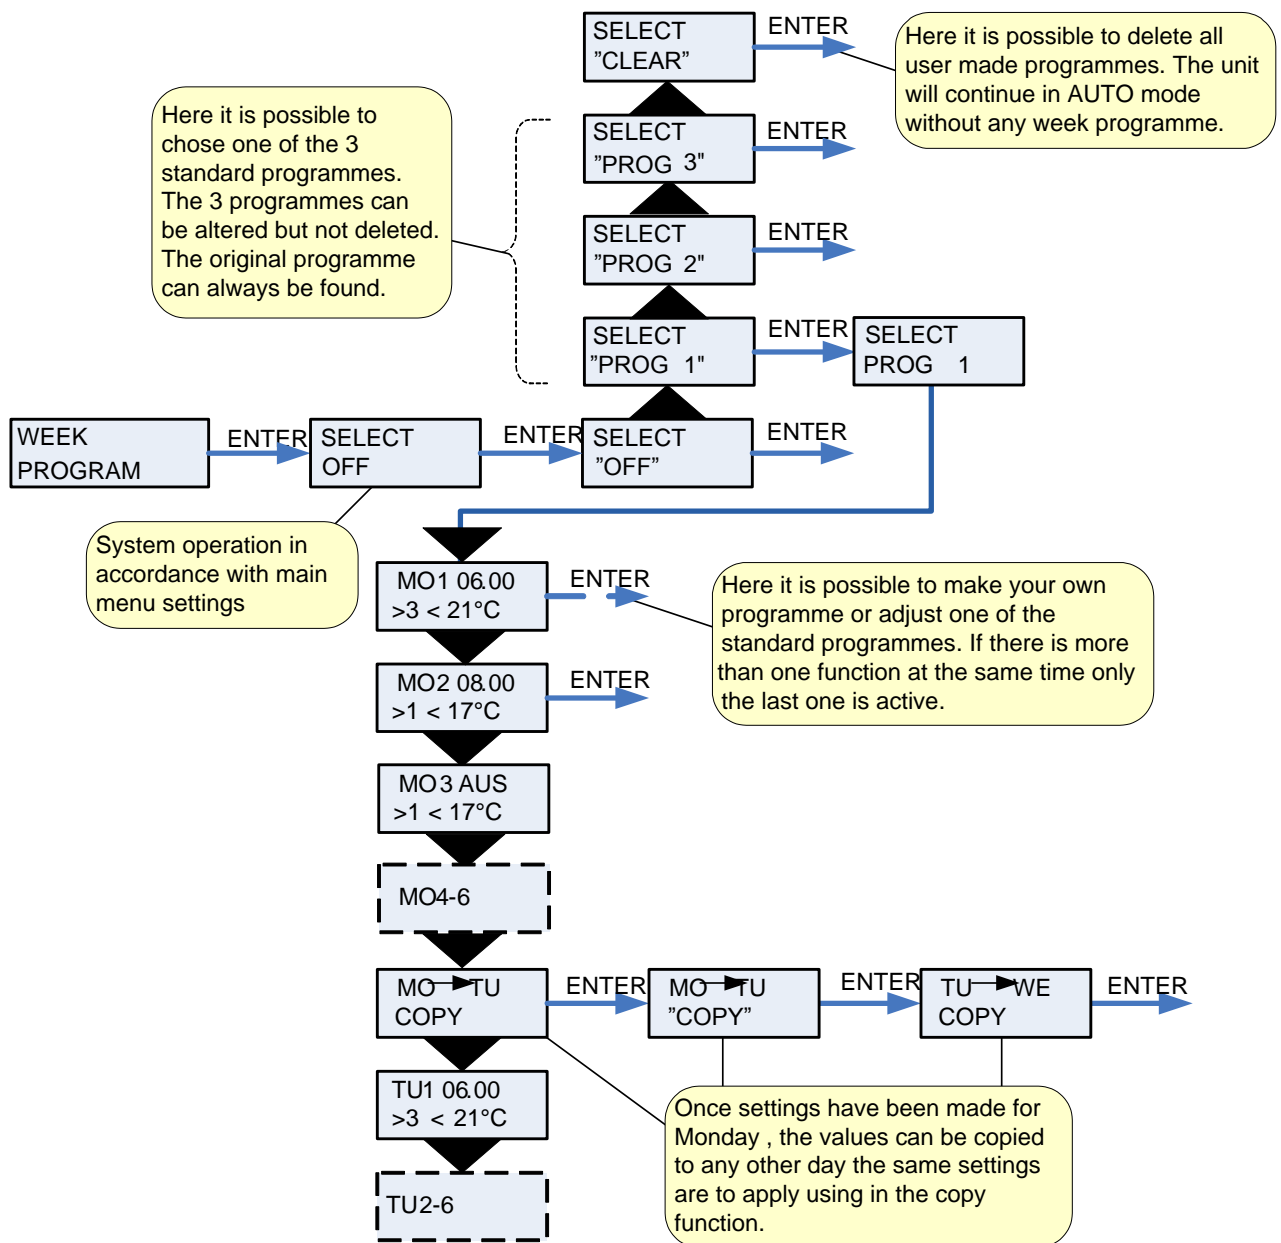 SELECT
"CLEAR"
ENTER
Here it is possible to delete all
user made programmes. The unit
will continue in AUTO mode
without any week programme.
Here it is possible to
chose one of the 3
standard programmes.
The 3 programmes can
be altered but not deleted.
The original programme
can always be found.
SELECT
"PROG 3"
ENTER
SELECT
"PROG 2"
ENTER
SELECT
"PROG 1"
ENTER
SELECT
PROG 1
WEEK
PROGRAM
ENTER
SELECT
OFF
ENTER
SELECT
"OFF"
ENTER
System operation in
accordance with main
menu settings
MO1 06.00
>3 < 21°C
ENTER
Here it is possible to make your own
programme or adjust one of the
standard programmes. If there is more
than one function at the same time only
the last one is active.
MO2 08.00
>1 < 17°C
ENTER
MO3 AUS
>1 < 17°C
MO4-6
MO TU
COPY
ENTER
MO TU
"COPY"
ENTER
TU WE
COPY
ENTER
TU1 06.00
>3 < 21°C
Once settings have been made for
Monday , the values can be copied
to any other day the same settings
are to apply using in the copy
function.
TU2-6